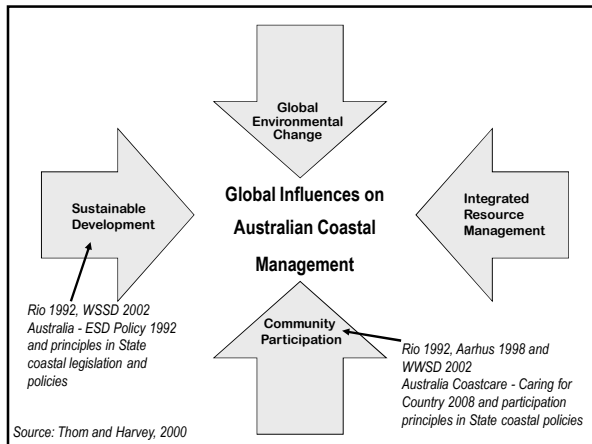 Global
Environmental
Change
Sustainable
Development
Global Influences on
Australian Coastal
Management
Integrated
Resource
Management
Rio 1992, WSSD 2002
Australia - ESD Policy 1992
and principles in State
coastal legislation and
policies
Community
Participation
Rio 1992, Aarhus 1998 and
WWSD 2002
Australia Coastcare - Caring for
Country 2008 and participation
principles in State coastal policies
Source: Thom and Harvey, 2000